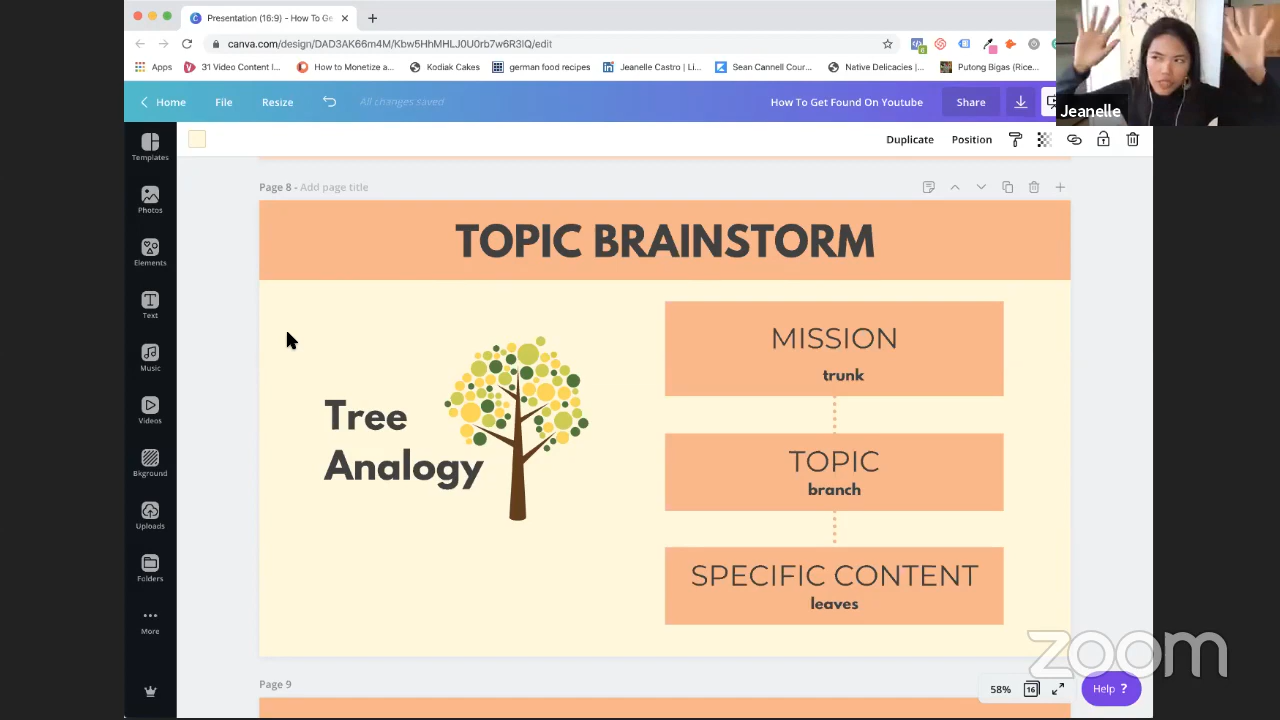 Presentation (16:9) - How To Ge
canva.com/design/DAD3AK66m4M/Kbw5HhMHLJ0U0rb7w6R3IQ/edit
Apps
31 Video Content I...
How to Monetize a...
Kodiak Cakes
german food recipes
Jeanelle Castro | Li...
Sean Cannell Cour...
Native Delicacies |...
Putong Bigas (Rice...
Home
File
Resize
All changes saved
How To Get Found On Youtube
Share
Jeanelle
Duplicate
Position
Templates
Photos
Elements
Text
Music
Videos
Bkground
Uploads
Folders
More
Page 8 - Add page title
TOPIC BRAINSTORM
Tree
Analogy
MISSION
trunk
TOPIC
branch
SPECIFIC CONTENT
leaves
Page 9
58%
16
Help ?
zoom